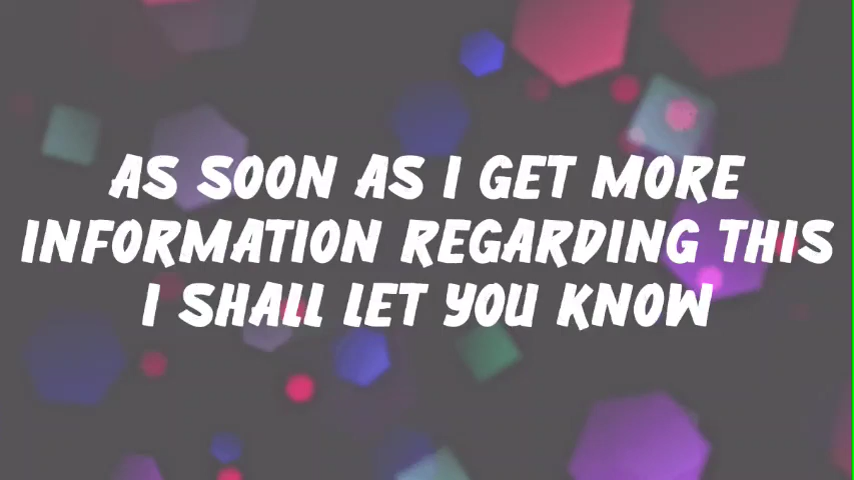 AS SOON AS I GET MORE
INFORMATION REGARDING THIS
I SHALL LET YOU KNOW